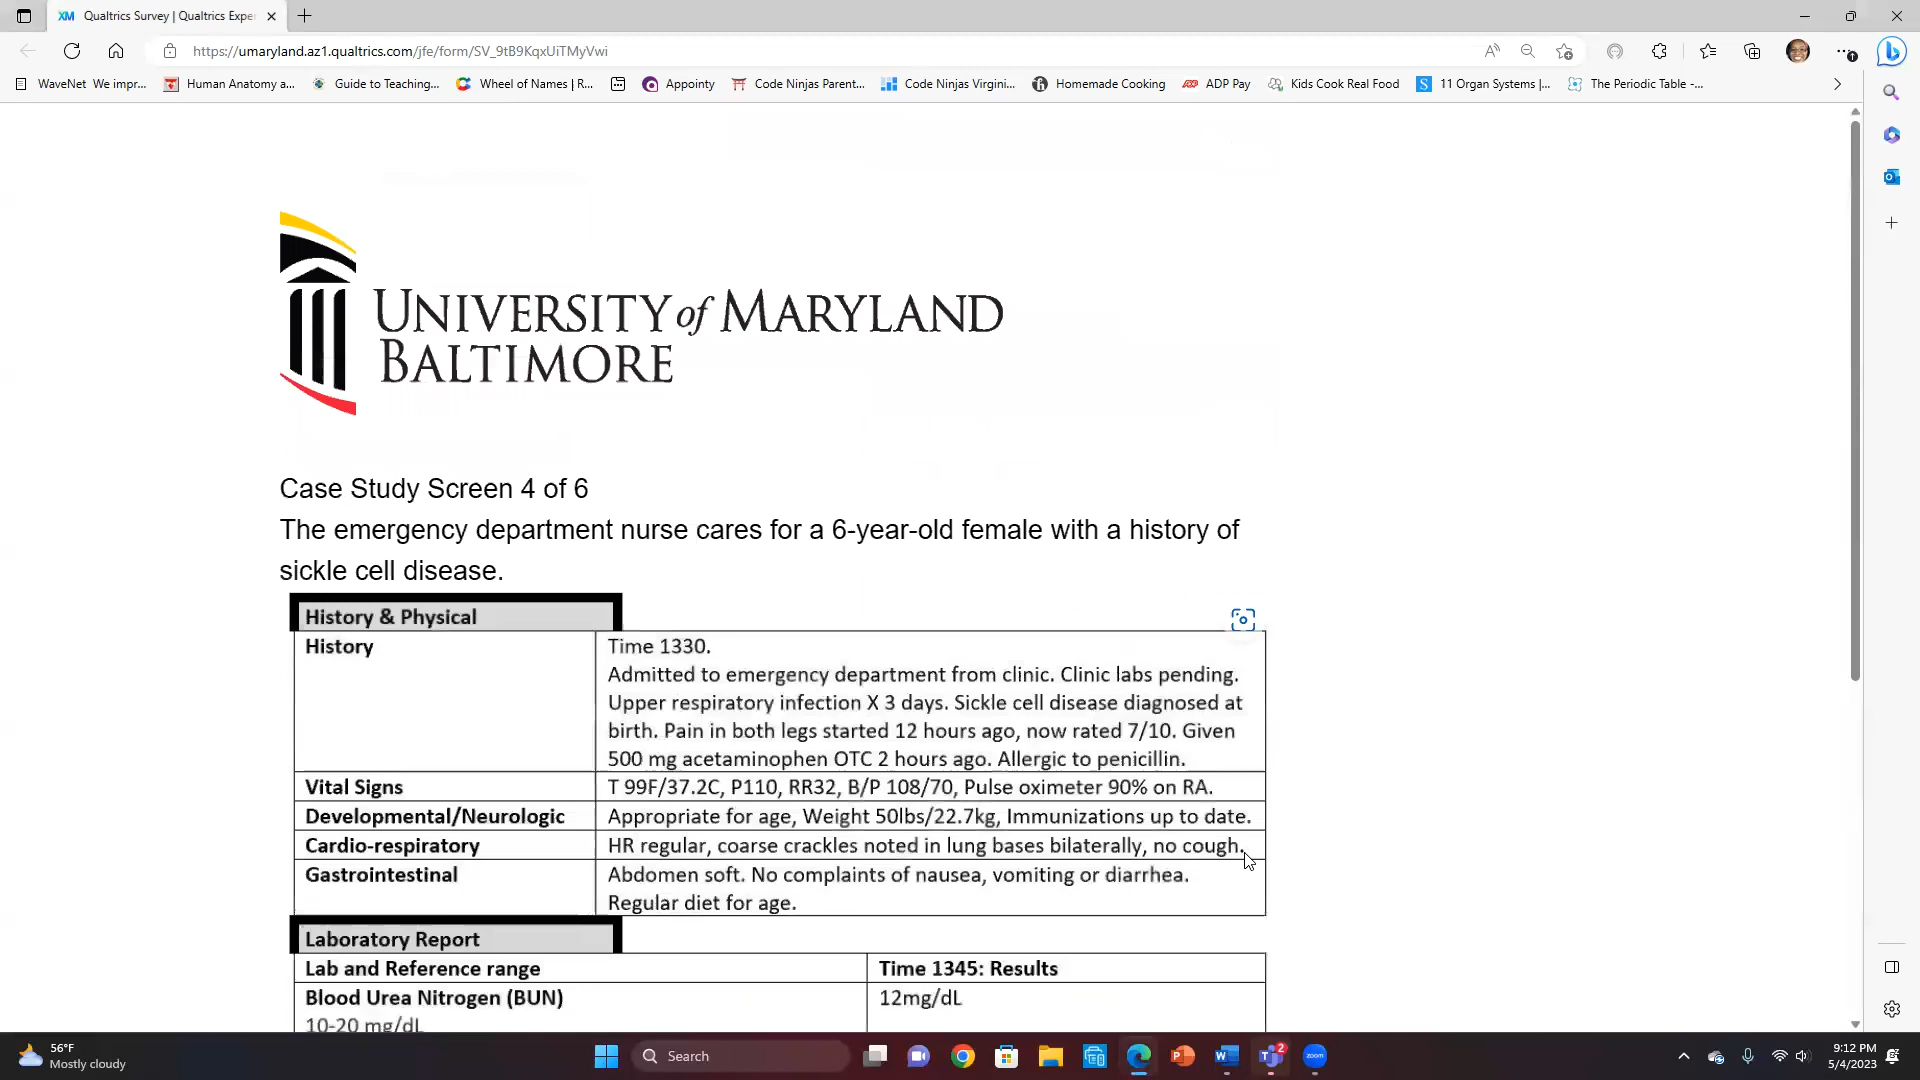 XM Qualtrics Survey | Qualtrics Exper
https://umaryland.az1.qualtrics.com/jfe/form/SV_9tB9KqxUiTMyVwi
WaveNet We impr... Human Anatomy a... Guide to Teaching... Wheel of Names | R... Appointy Code Ninjas Parent... Code Ninjas Virgini... Homemade Cooking ADP Pay Kids Cook Real Food 11 Organ Systems |... The Periodic Table -...
UNIVERSITY of MARYLAND
BALTIMORE
Case Study Screen 4 of 6
The emergency department nurse cares for a 6-year-old female with a history of
sickle cell disease.
History & Physical
History
Time 1330.
Admitted to emergency department from clinic. Clinic labs pending.
Upper respiratory infection X 3 days. Sickle cell disease diagnosed at
birth. Pain in both legs started 12 hours ago, now rated 7/10. Given
500 mg acetaminophen OTC 2 hours ago. Allergic to penicillin.
Vital Signs T 99F/37.2C, P110, RR32, B/P 108/70, Pulse oximeter 90% on RA.
Developmental/Neurologic Appropriate for age, Weight 50lbs/22.7kg, Immunizations up to date.
Cardio-respiratory HR regular, coarse crackles noted in lung bases bilaterally, no cough.
Gastrointestinal Abdomen soft. No complaints of nausea, vomiting or diarrhea.
Regular diet for age.
Laboratory Report
Lab and Reference range Time 1345: Results
Blood Urea Nitrogen (BUN) 12mg/dL
10-20 mg/dL
56°F
Mostly cloudy
Search
zoom
2
9:12 PM
5/4/2023